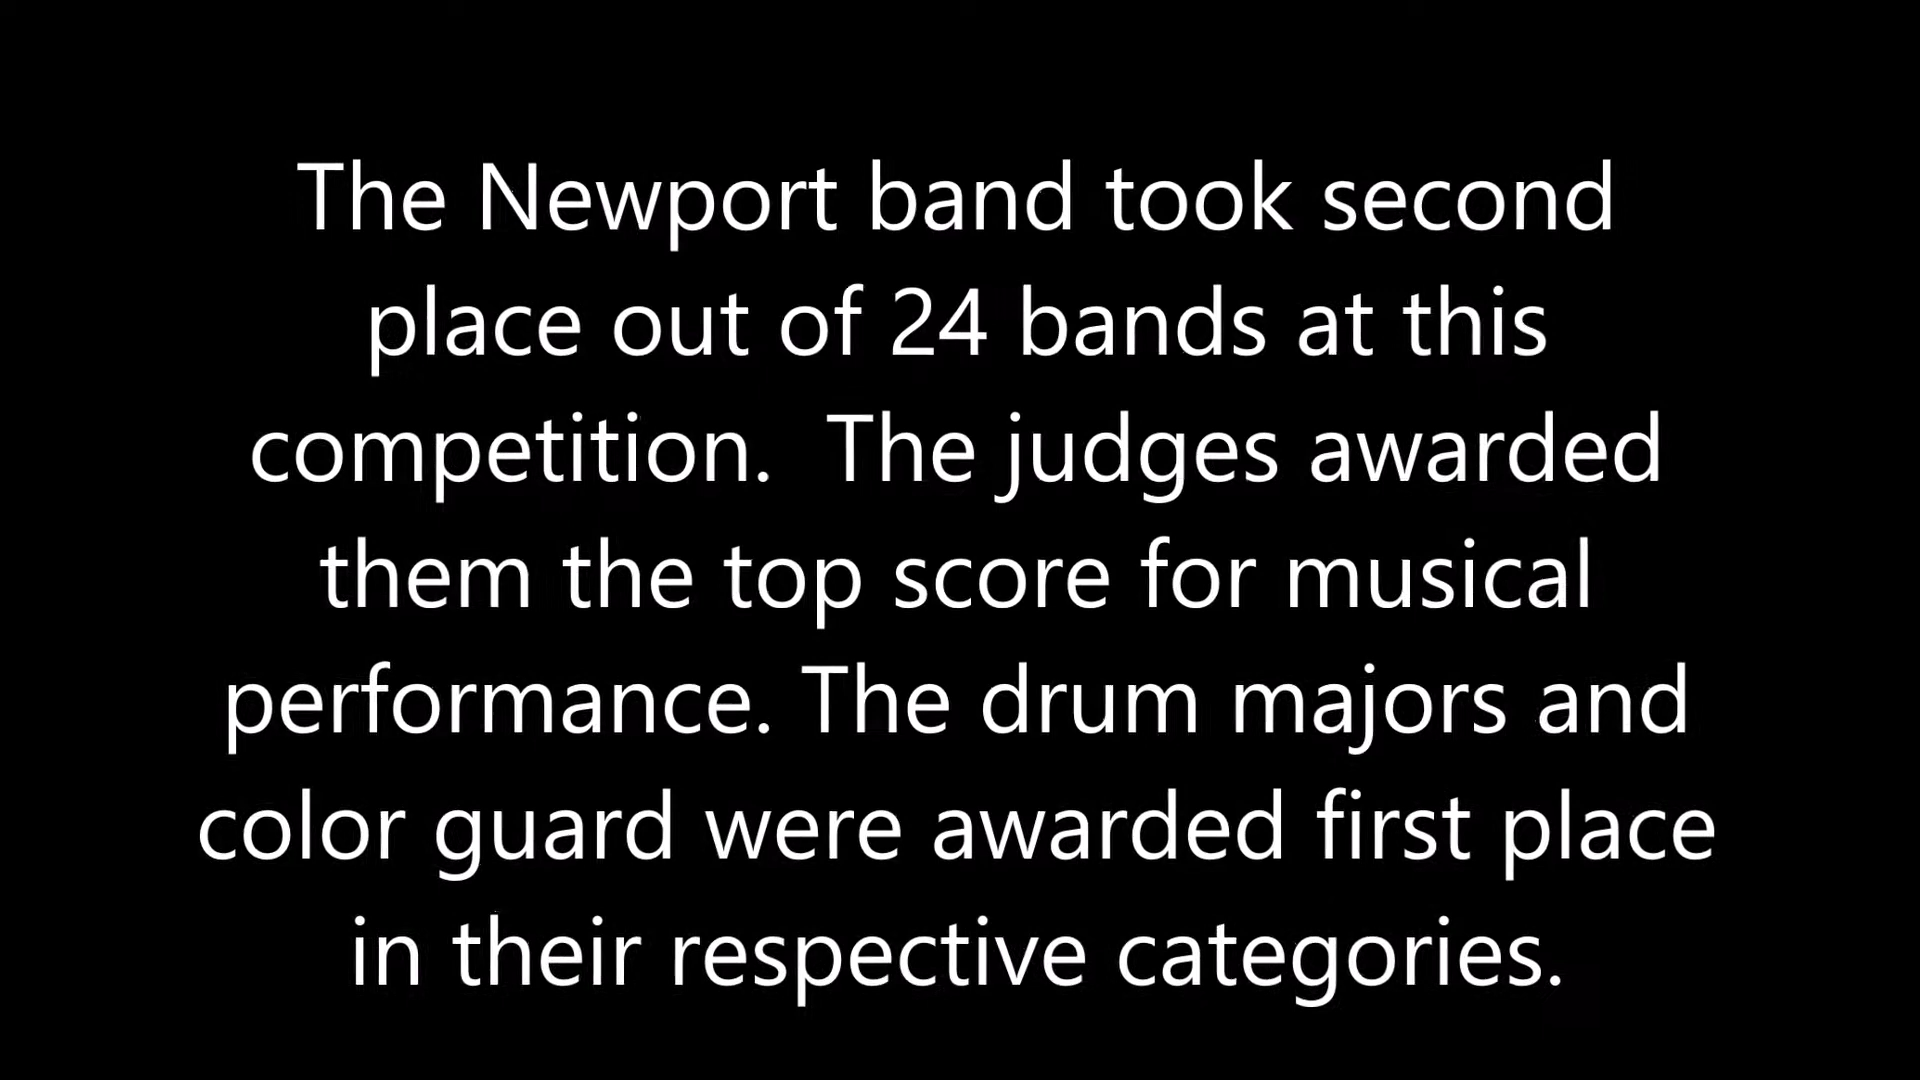 The Newport band took second
place out of 24 bands at this
competition.  The judges awarded
them the top score for musical
performance. The drum majors and
color guard were awarded first place
in their respective categories.